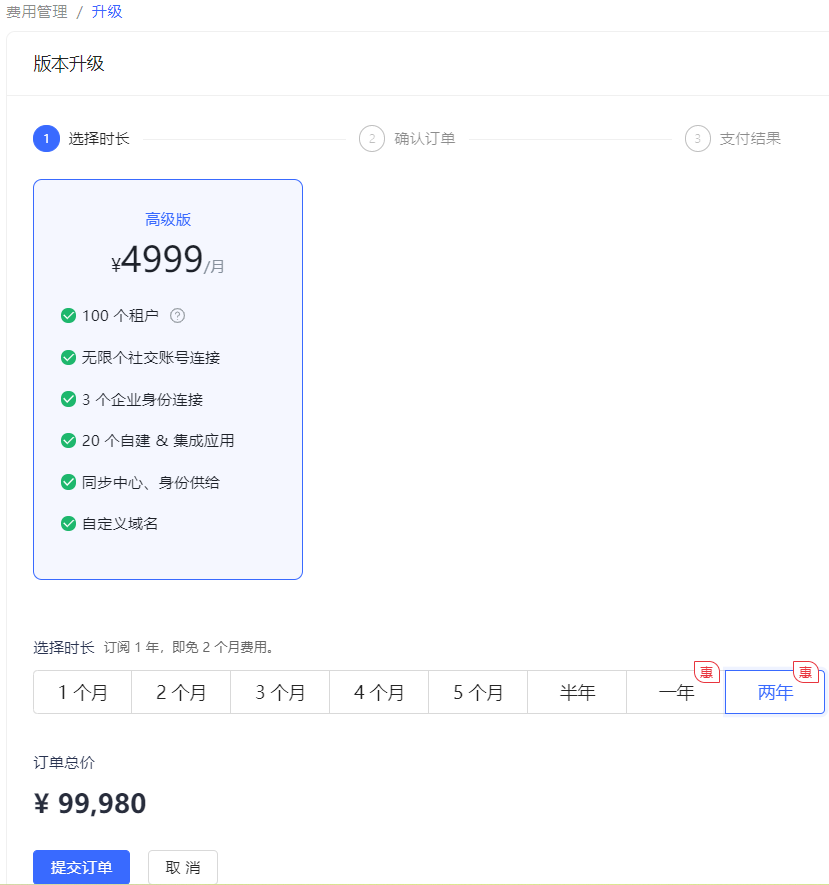 费用管理 / 升级
版本升级
1 选择时长 2 确认订单 3 支付结果
高级版
¥4999/月
100 个租户 ?
无限个社交账号连接
3 个企业身份连接
20 个自建 & 集成应用
同步中心、身份供给
自定义域名
选择时长 订阅 1 年，即免 2 个月费用。
惠 惠
1 个月 2 个月 3 个月 4 个月 5 个月 半年 一年 两年
订单总价
¥ 99,980
提交订单 取 消